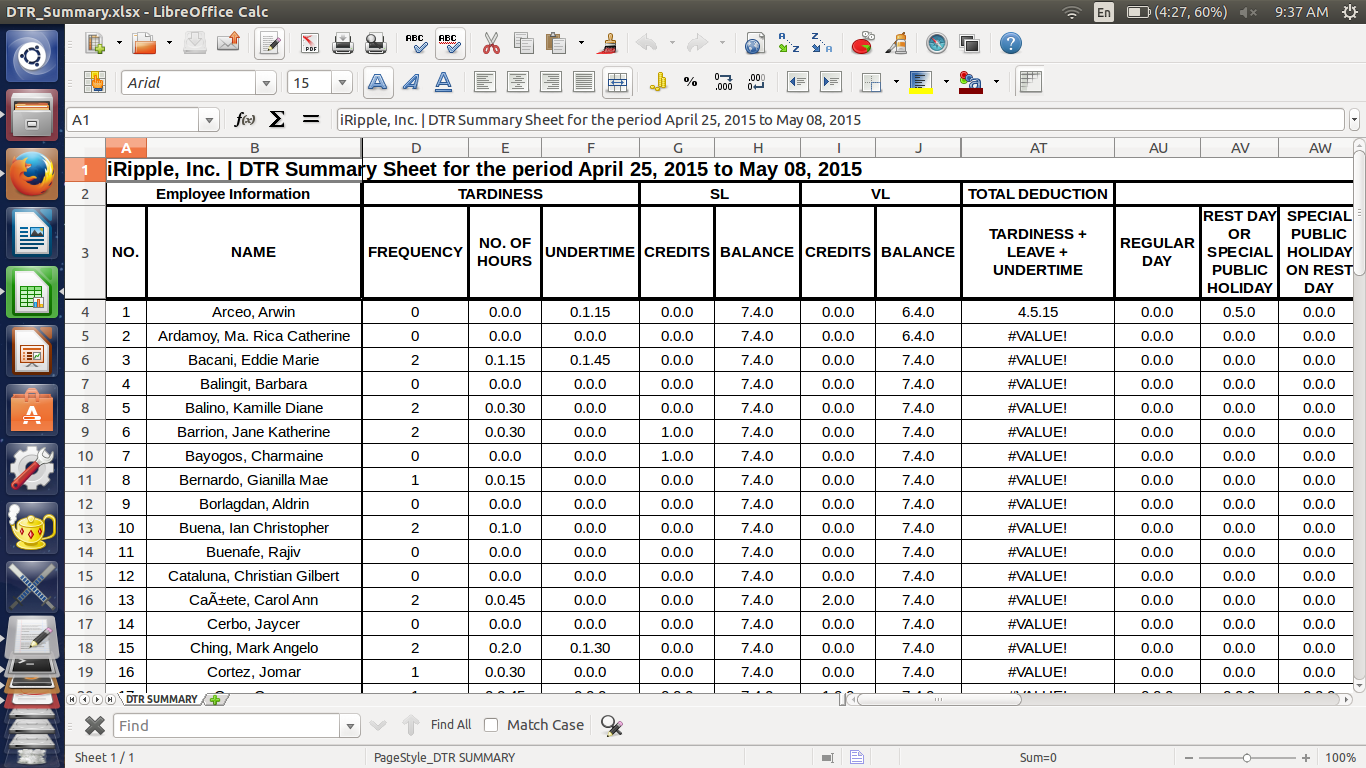 DTR_Summary.xlsx - LibreOffice Calc En (4:27, 60%) 9:37 AM
Arial 15
A1 iRipple, Inc. | DTR Summary Sheet for the period April 25, 2015 to May 08, 2015
A B D E F G H I J AT AU AV AW
1 iRipple, Inc. | DTR Summary Sheet for the period April 25, 2015 to May 08, 2015
2 Employee Information TARDINESS SL VL TOTAL DEDUCTION
3 NO. NAME FREQUENCY NO. OF HOURS UNDERTIME CREDITS BALANCE CREDITS BALANCE TARDINESS + LEAVE + UNDERTIME REGULAR DAY REST DAY OR SPECIAL PUBLIC HOLIDAY SPECIAL PUBLIC HOLIDAY ON REST DAY
4 1 Arceo, Arwin 0 0.0.0 0.1.15 0.0.0 7.4.0 0.0.0 6.4.0 4.5.15 0.0.0 0.5.0 0.0.0
5 2 Ardamoy, Ma. Rica Catherine 0 0.0.0 0.0.0 0.0.0 7.4.0 0.0.0 6.4.0 #VALUE! 0.0.0 0.0.0 0.0.0
6 3 Bacani, Eddie Marie 2 0.1.15 0.1.45 0.0.0 7.4.0 0.0.0 7.4.0 #VALUE! 0.0.0 0.0.0 0.0.0
7 4 Balingit, Barbara 0 0.0.0 0.0.0 0.0.0 7.4.0 0.0.0 7.4.0 #VALUE! 0.0.0 0.0.0 0.0.0
8 5 Balino, Kamille Diane 2 0.0.30 0.0.0 0.0.0 7.4.0 0.0.0 7.4.0 #VALUE! 0.0.0 0.0.0 0.0.0
9 6 Barrion, Jane Katherine 2 0.0.30 0.0.0 1.0.0 7.4.0 0.0.0 7.4.0 #VALUE! 0.0.0 0.0.0 0.0.0
10 7 Bayogos, Charmaine 0 0.0.0 0.0.0 1.0.0 7.4.0 0.0.0 7.4.0 #VALUE! 0.0.0 0.0.0 0.0.0
11 8 Bernardo, Gianilla Mae 1 0.0.15 0.0.0 0.0.0 7.4.0 0.0.0 7.4.0 #VALUE! 0.0.0 0.0.0 0.0.0
12 9 Borlagdan, Aldrin 0 0.0.0 0.0.0 0.0.0 7.4.0 0.0.0 7.4.0 #VALUE! 0.0.0 0.0.0 0.0.0
13 10 Buena, Ian Christopher 2 0.1.0 0.0.0 0.0.0 7.4.0 0.0.0 7.4.0 #VALUE! 0.0.0 0.0.0 0.0.0
14 11 Buenafe, Rajiv 0 0.0.0 0.0.0 0.0.0 7.4.0 0.0.0 7.4.0 #VALUE! 0.0.0 0.0.0 0.0.0
15 12 Cataluna, Christian Gilbert 0 0.0.0 0.0.0 0.0.0 7.4.0 0.0.0 7.4.0 #VALUE! 0.0.0 0.0.0 0.0.0
16 13 CaÃ±ete, Carol Ann 2 0.0.45 0.0.0 0.0.0 7.4.0 2.0.0 7.4.0 #VALUE! 0.0.0 0.0.0 0.0.0
17 14 Cerbo, Jaycer 0 0.0.0 0.0.0 0.0.0 7.4.0 0.0.0 7.4.0 #VALUE! 0.0.0 0.0.0 0.0.0
18 15 Ching, Mark Angelo 2 0.2.0 0.1.30 0.0.0 7.4.0 0.0.0 7.4.0 #VALUE! 0.0.0 0.0.0 0.0.0
19 16 Cortez, Jomar 1 0.0.30 0.0.0 0.0.0 7.4.0 0.0.0 7.4.0 #VALUE! 0.0.0 0.0.0 0.0.0
DTR SUMMARY
Find Find All Match Case
Sheet 1 / 1 PageStyle_DTR SUMMARY Sum=0 100%